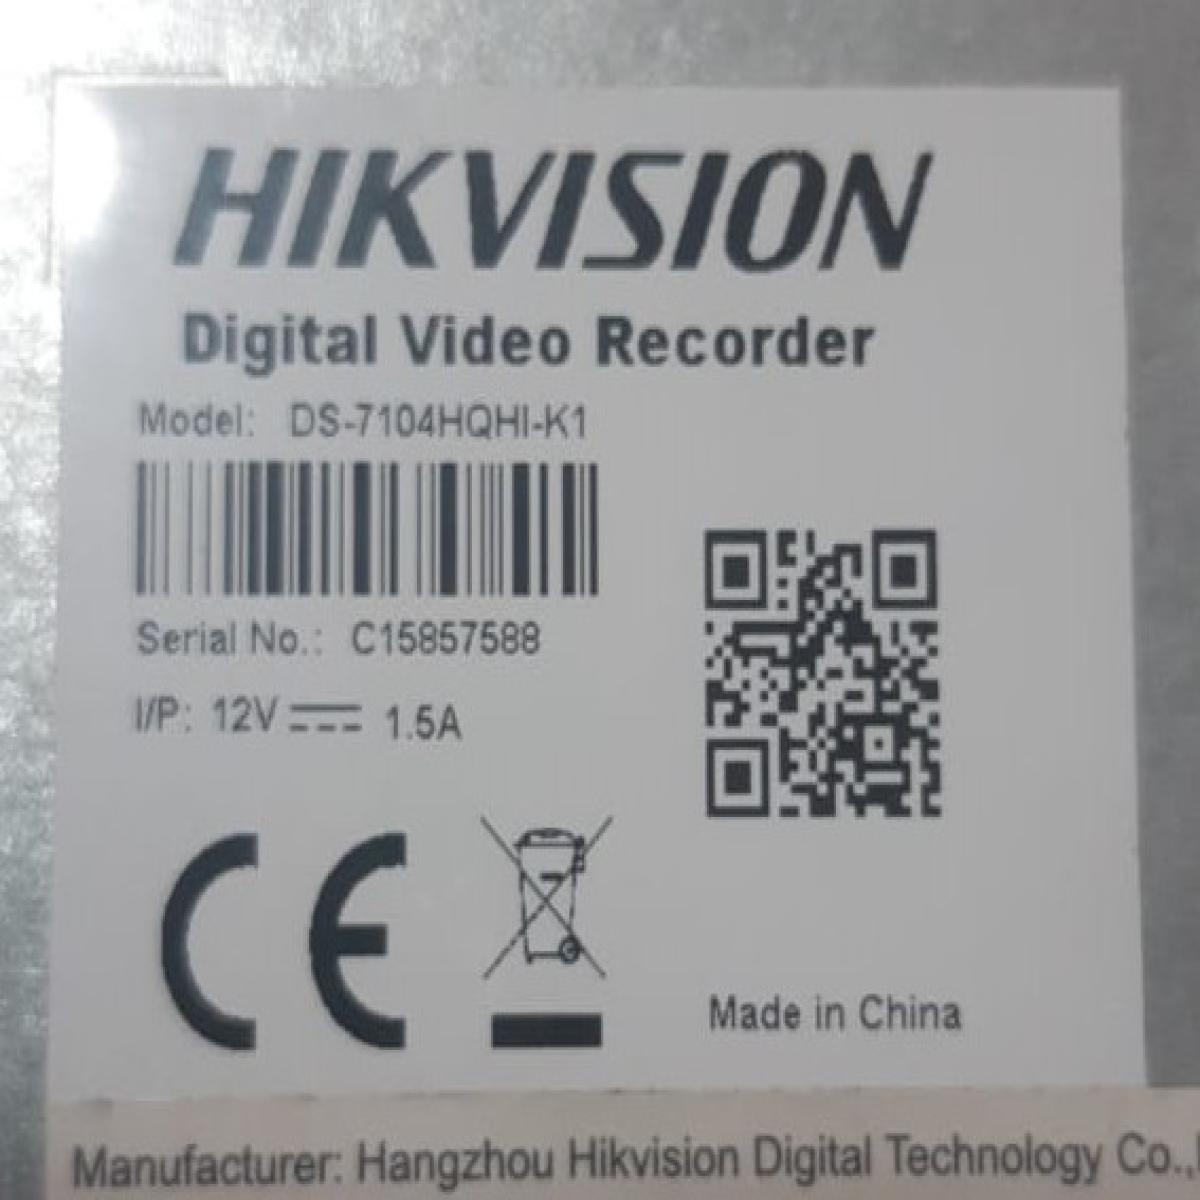 HIKVISION
Digital Video Recorder
Model: DS-7104HQHI-K1
Serial No.: C15857588
I/P: 12V⎓ 1.5A
CE
Made in China
Manufacturer: Hangzhou Hikvision Digital Technology Co.,